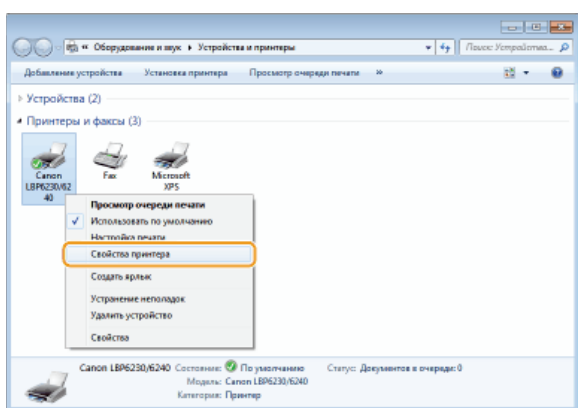 « Оборудование и звук ▸ Устройства и принтеры
Поиск: Устройства...
Добавление устройства Установка принтера Просмотр очереди печати »
Устройства (2)
Принтеры и факсы (3)
Canon LBP6230/6240
Fax
Microsoft XPS
Просмотр очереди печати
Использовать по умолчанию
Настройка печати
Свойства принтера
Создать ярлык
Устранение неполадок
Удалить устройство
Свойства
Canon LBP6230/6240 Состояние: По умолчанию Статус: Документов в очереди: 0
Модель: Canon LBP6230/6240
Категория: Принтер